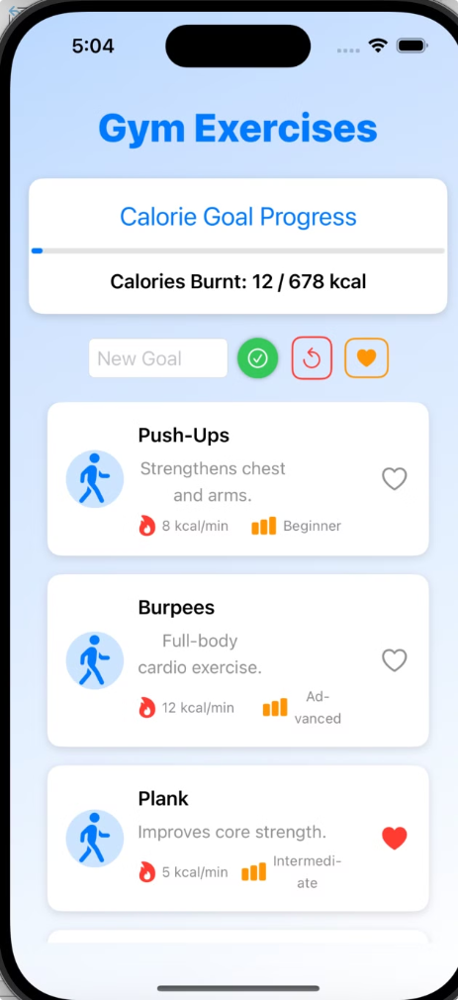 5:04
Gym Exercises
Calorie Goal Progress
Calories Burnt: 12 / 678 kcal
New Goal
Push-Ups
Strengthens chest
and arms.
8 kcal/min Beginner
Burpees
Full-body
cardio exercise.
12 kcal/min Ad-
vanced
Plank
Improves core strength.
5 kcal/min Intermedi-
ate